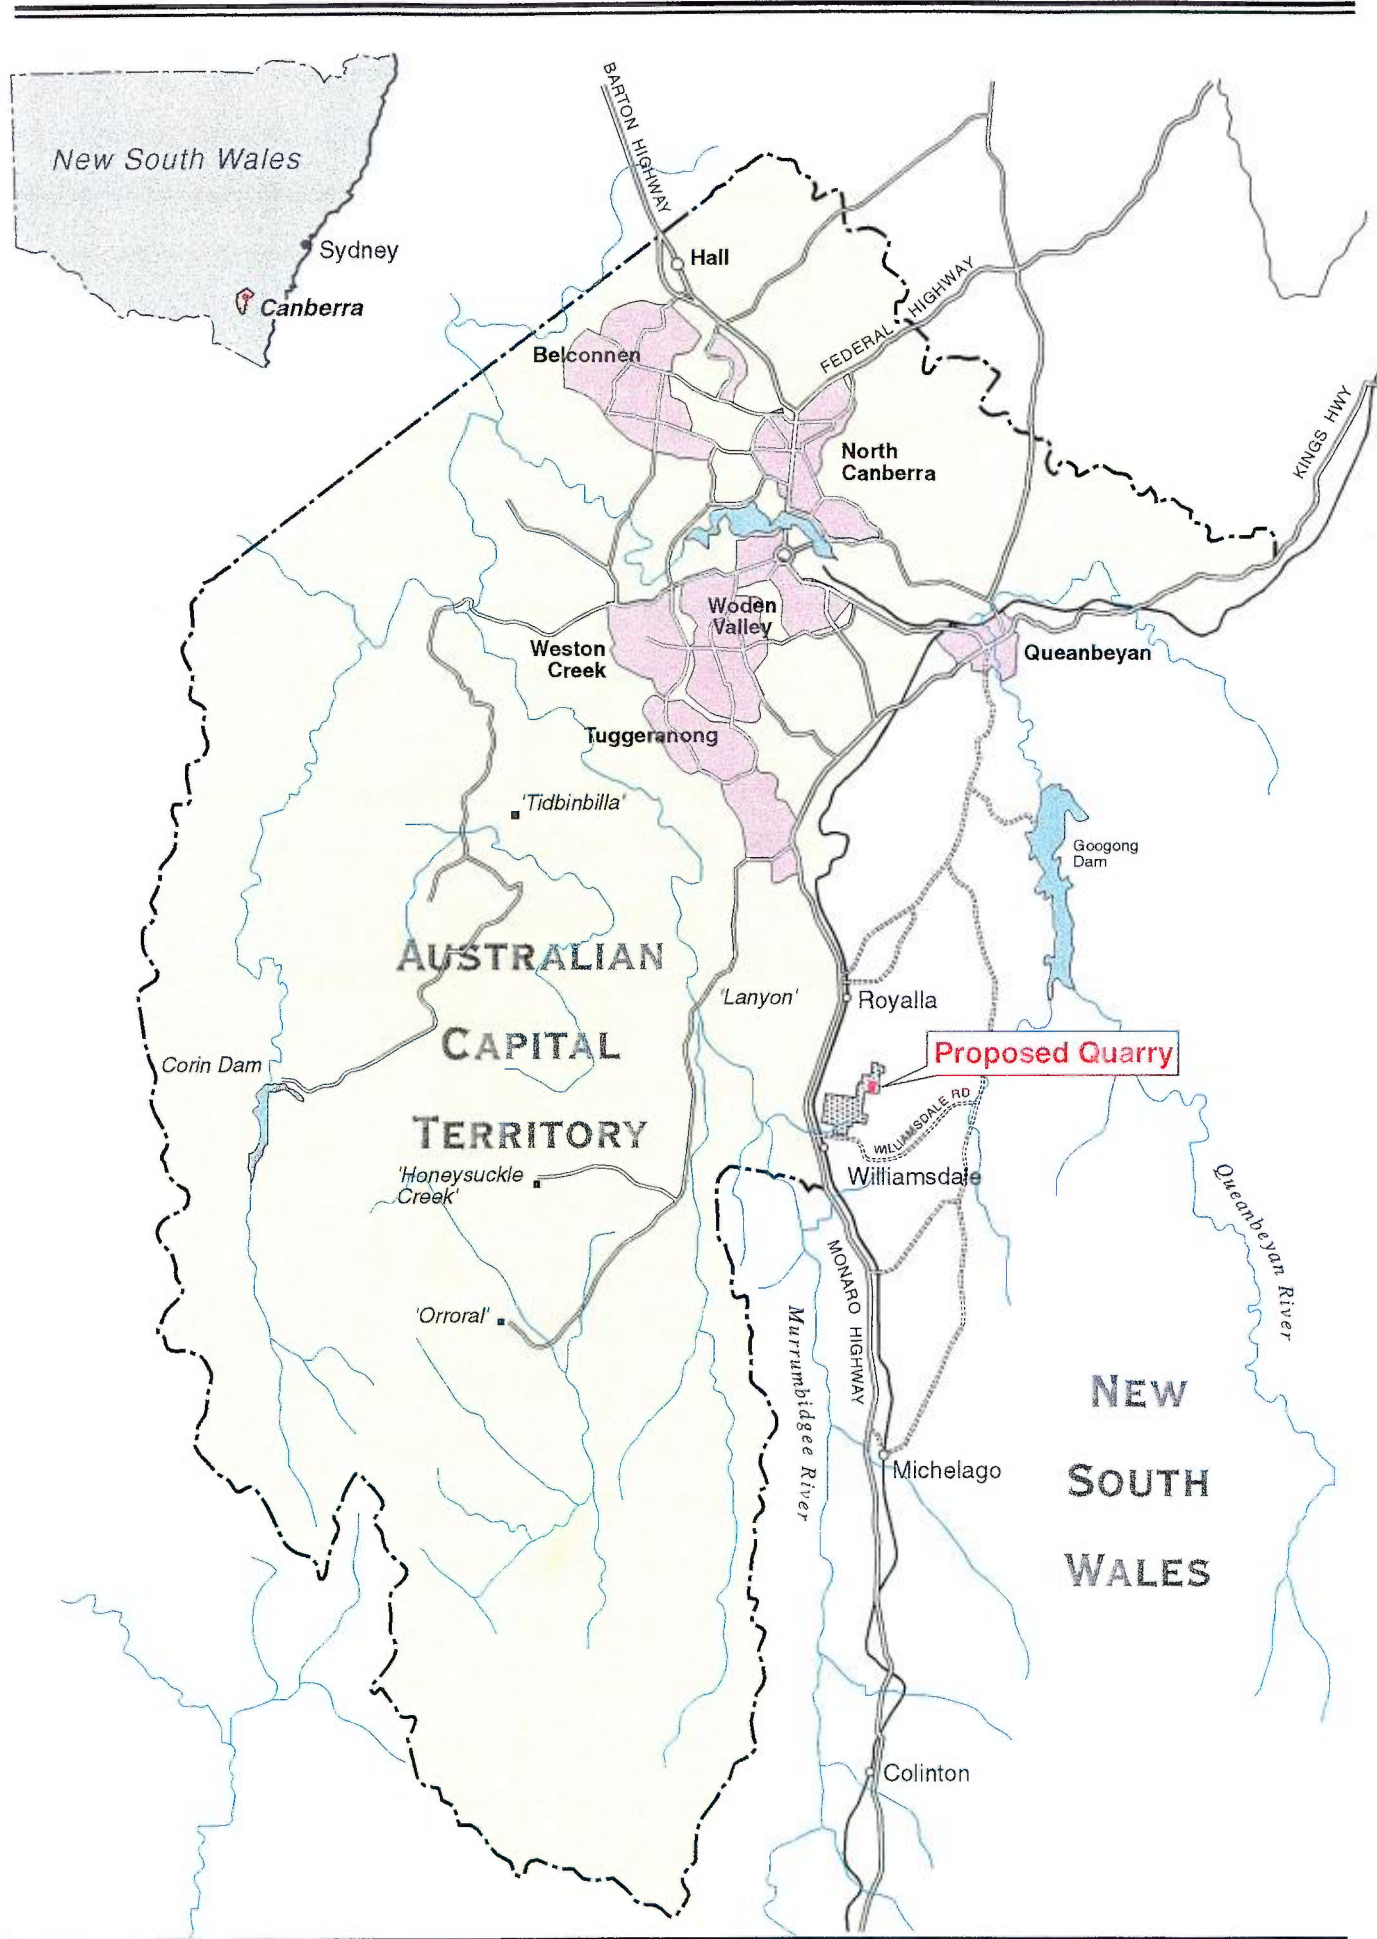 New South Wales
Sydney
Canberra
BARTON HIGHWAY
Hall
FEDERAL HIGHWAY
Belconnen
KINGS HWY
North
Canberra
Woden
Valley
Weston
Creek
Queanbeyan
Tuggeranong
'Tidbinbilla'
Googong
Dam
AUSTRALIAN
CAPITAL
TERRITORY
'Lanyon'
Royalla
Proposed Quarry
Corin Dam
WILLIAMSDALE RD
'Honeysuckle
Creek'
Williamsdale
Queanbeyan River
MONARO HIGHWAY
'Orroral'
Murrumbidgee River
NEW
SOUTH
WALES
Michelago
Colinton